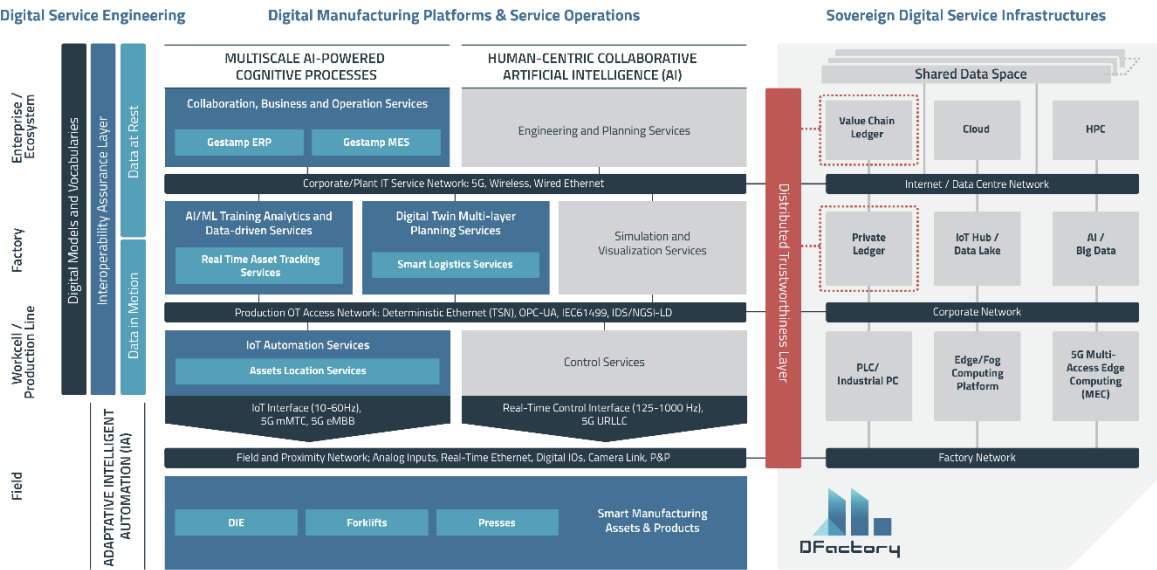 Digital Service Engineering
Digital Manufacturing Platforms & Service Operations
Sovereign Digital Service Infrastructures
Enterprise /
Ecosystem
Factory
Workcell /
Production Line
Field
Digital Models and Vocabularies
Interoperability Assurance Layer
Data at Rest
Data in Motion
ADAPTATIVE INTELLIGENT
AUTOMATION (IA)
MULTISCALE AI-POWERED
COGNITIVE PROCESSES
HUMAN-CENTRIC COLLABORATIVE
ARTIFICIAL INTELLIGENCE (AI)
Collaboration, Business and Operation Services
Gestamp ERP
Gestamp MES
Engineering and Planning Services
Corporate/Plant IT Service Network: 5G, Wireless, Wired Ethernet
AI/ML Training Analytics and
Data-driven Services
Real Time Asset Tracking
Services
Digital Twin Multi-layer
Planning Services
Smart Logistics Services
Simulation and
Visualization Services
Production OT Access Network: Deterministic Ethernet (TSN), OPC-UA, IEC61499, IDS/NGSI-LD
IoT Automation Services
Assets Location Services
Control Services
IoT Interface (10-60Hz),
5G mMTC, 5G eMBB
Real-Time Control Interface (125-1000 Hz),
5G URLLC
Field and Proximity Network; Analog Inputs, Real-Time Ethernet, Digital IOs, Camera Link, P&P
DIE
Forklifts
Presses
Smart Manufacturing
Assets & Products
Distributed Trustworthiness Layer
Shared Data Space
Value Chain
Ledger
Cloud
HPC
Internet / Data Centre Network
Private
Ledger
IoT Hub /
Data Lake
AI /
Big Data
Corporate Network
PLC/
Industrial PC
Edge/Fog
Computing
Platform
5G Multi-
Access Edge
Computing
(MEC)
Factory Network
DFactory